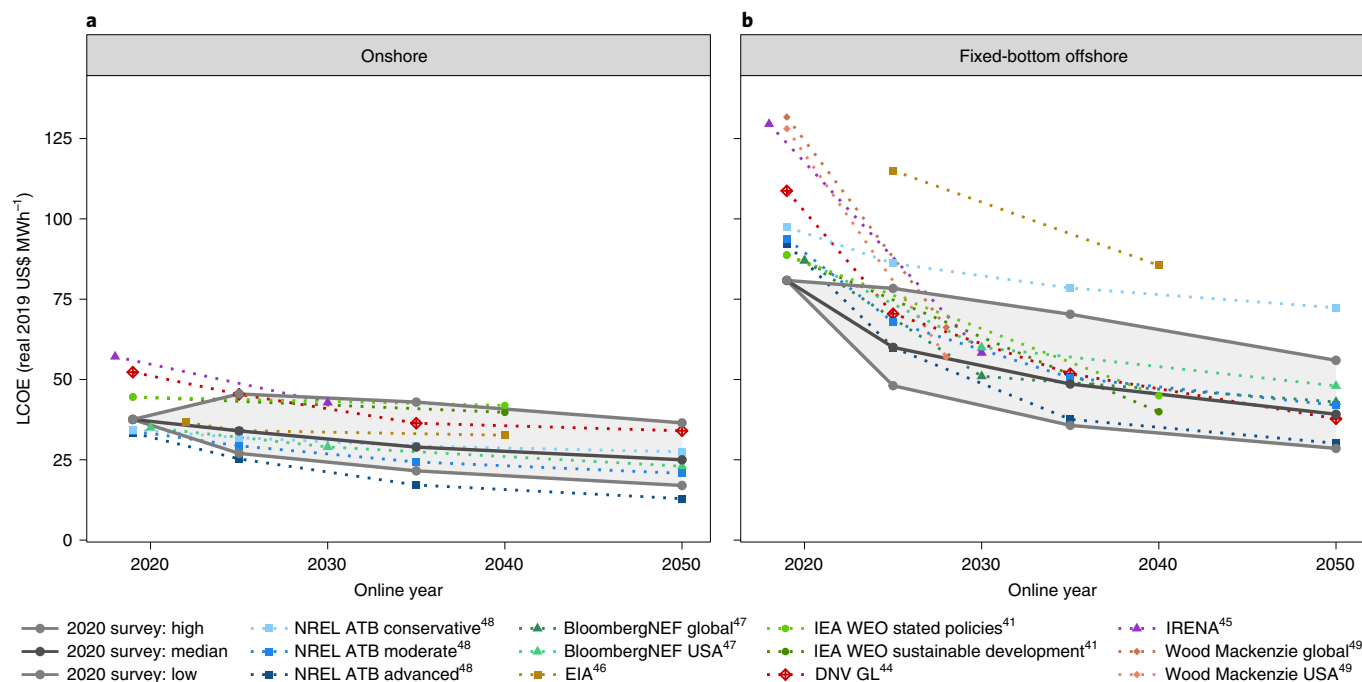 a
b
Onshore
Fixed-bottom offshore
LCOE (real 2019 US$ MWh⁻¹)
125
100
75
50
25
0
2020
2030
2040
2050
2020
2030
2040
2050
Online year
Online year
2020 survey: high
2020 survey: median
2020 survey: low
NREL ATB conservative⁴⁸
NREL ATB moderate⁴⁸
NREL ATB advanced⁴⁸
BloombergNEF global⁴⁷
BloombergNEF USA⁴⁷
EIA⁴⁶
IEA WEO stated policies⁴¹
IEA WEO sustainable development⁴¹
DNV GL⁴⁴
IRENA⁴⁵
Wood Mackenzie global⁴⁹
Wood Mackenzie USA⁴⁹